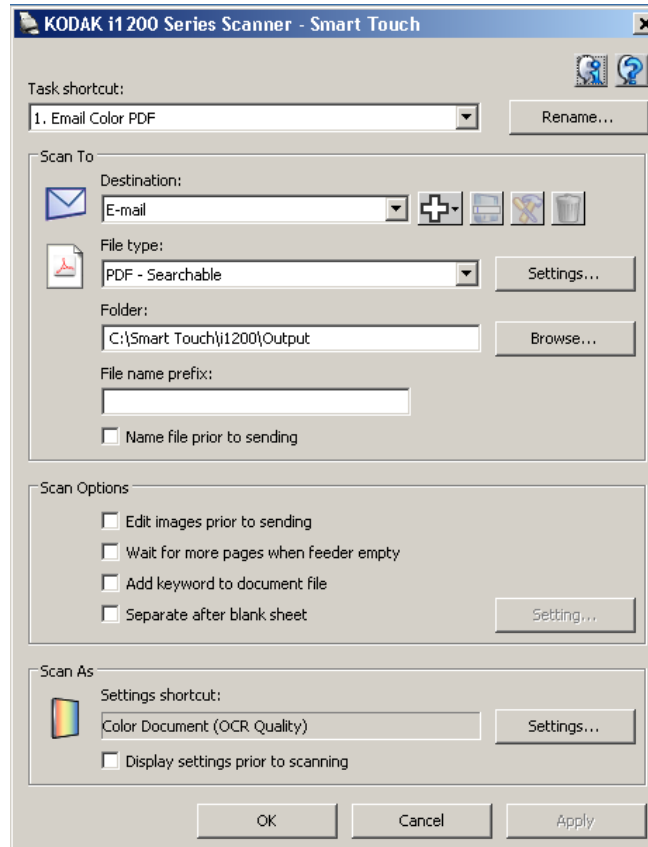 KODAK i1200 Series Scanner - Smart Touch
Task shortcut:
1. Email Color PDF
Rename...
Scan To
Destination:
E-mail
File type:
PDF - Searchable
Settings...
Folder:
C:\Smart Touch\i1200\Output
Browse...
File name prefix:
Name file prior to sending
Scan Options
Edit images prior to sending
Wait for more pages when feeder empty
Add keyword to document file
Separate after blank sheet
Setting...
Scan As
Settings shortcut:
Color Document (OCR Quality)
Settings...
Display settings prior to scanning
OK
Cancel
Apply